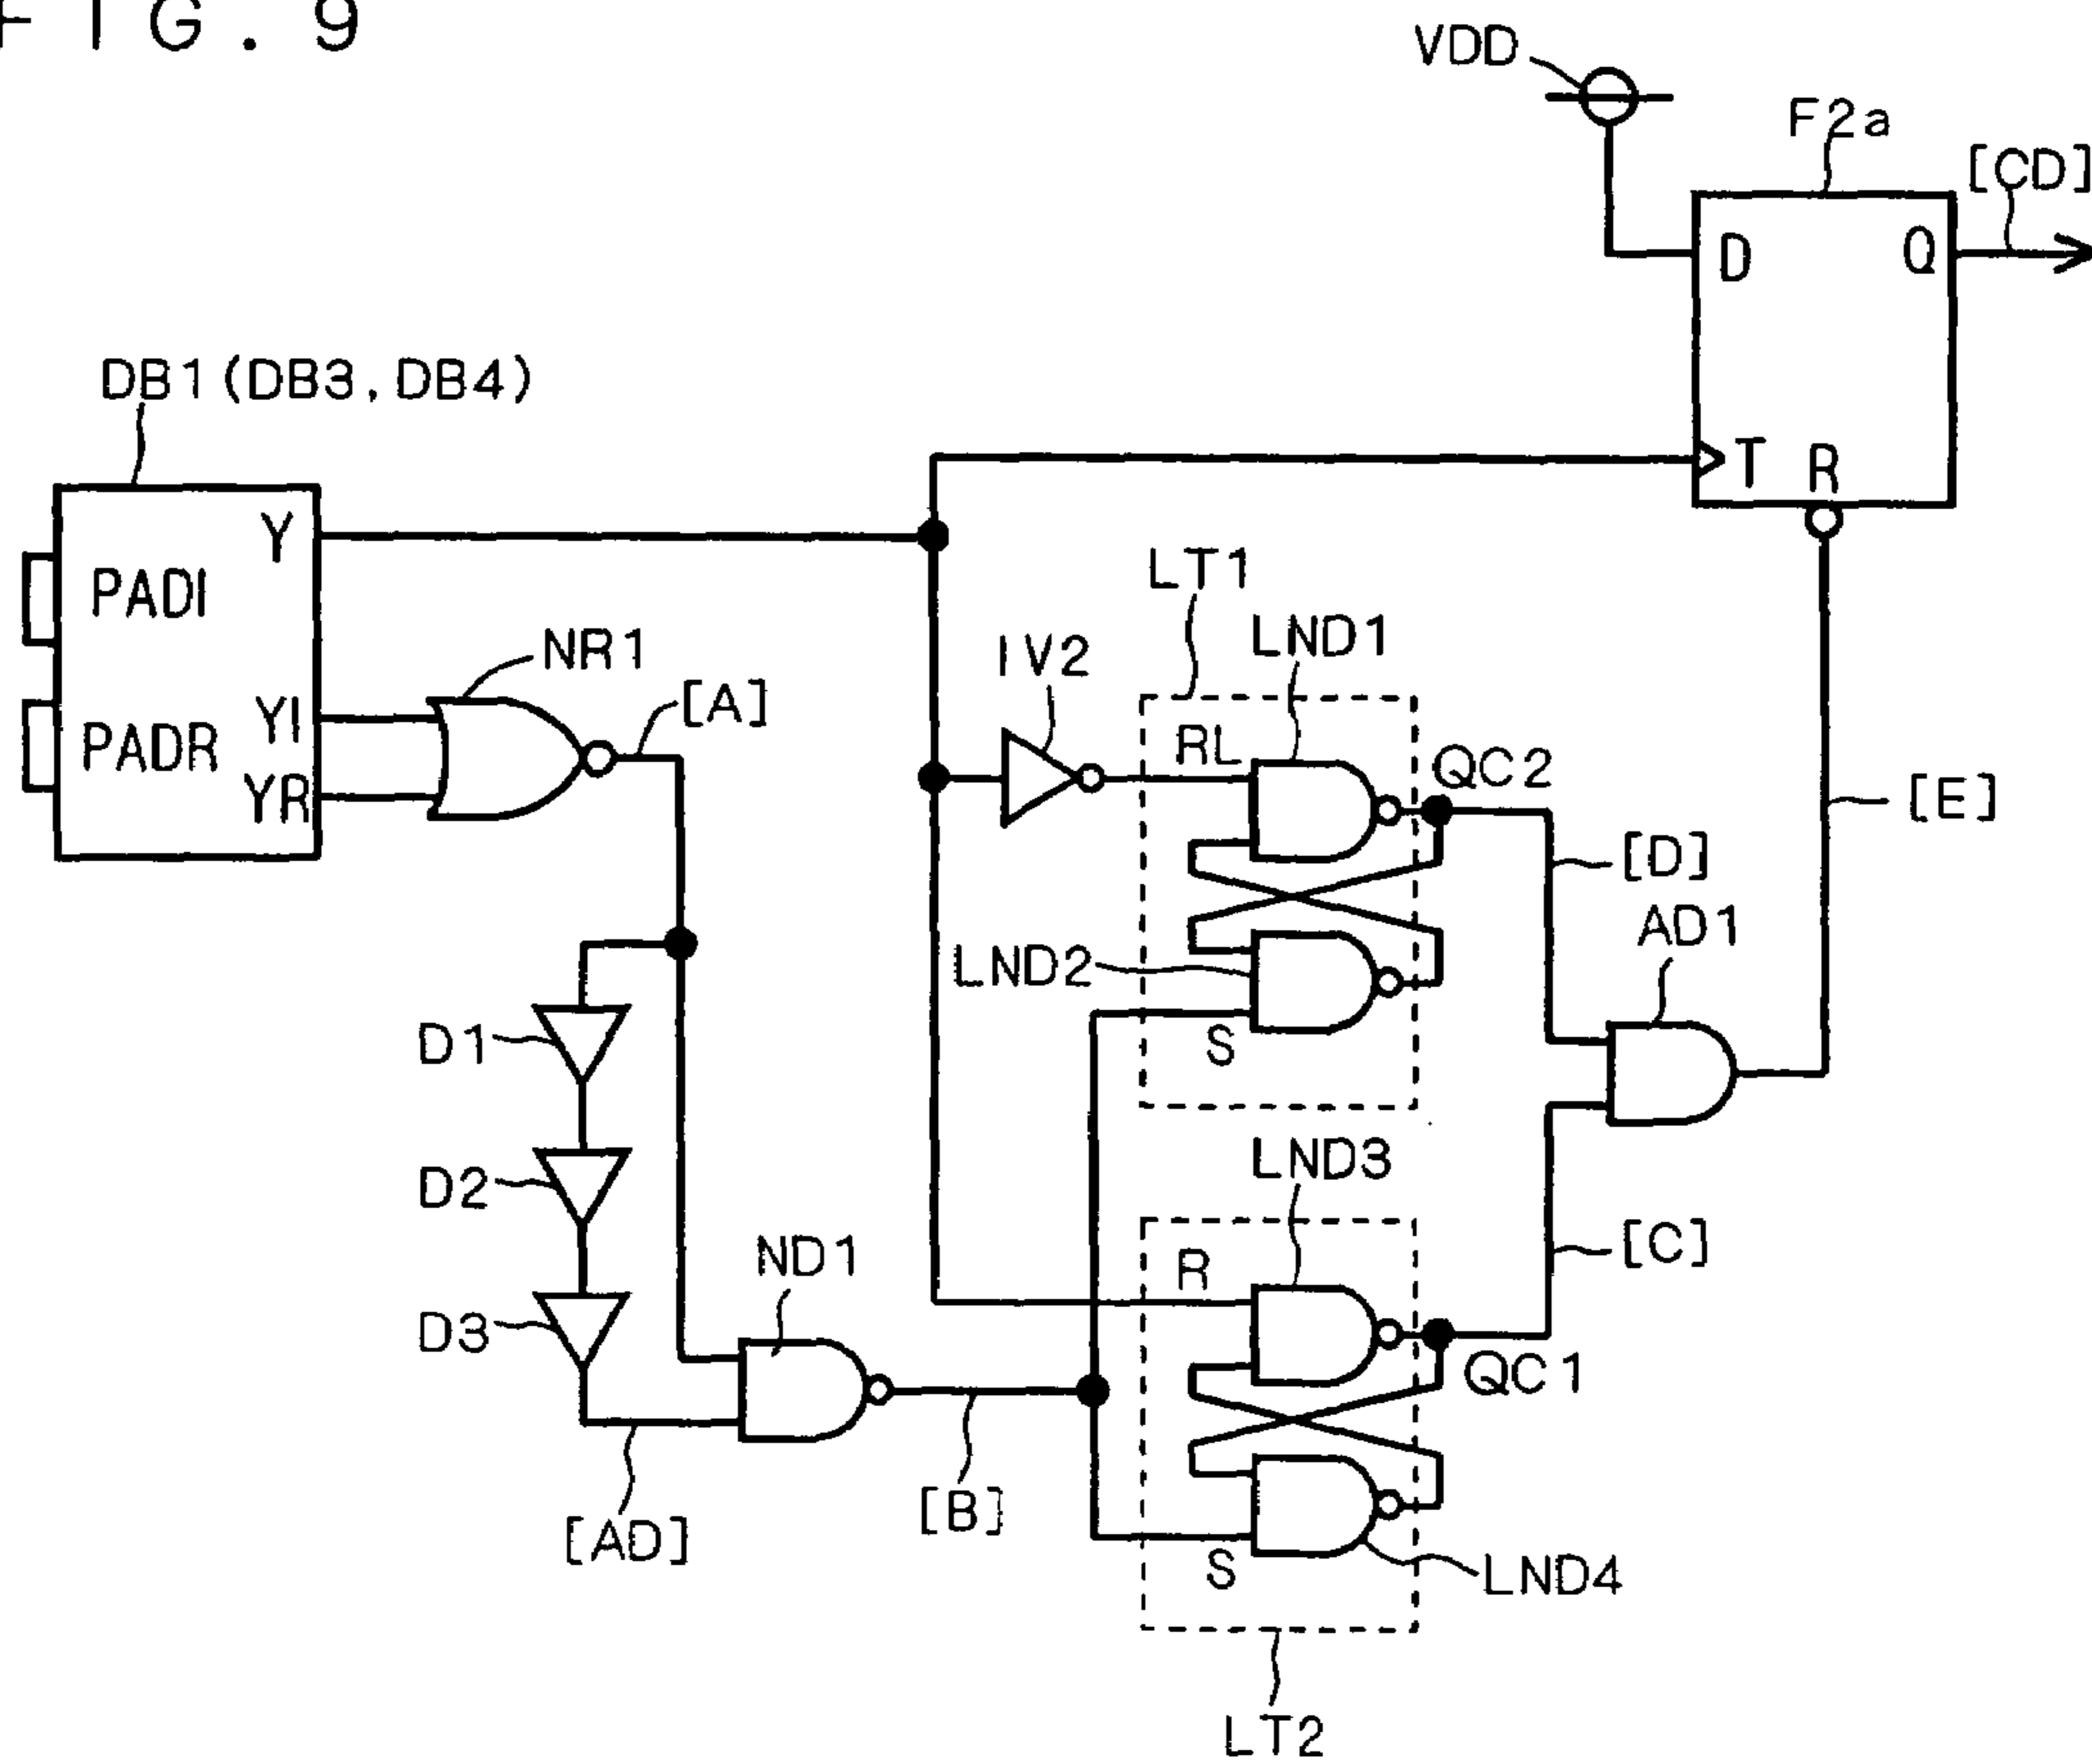 FIG. 9
VDD
F2a
[CD]
D
Q
T
R
DB1(DB3,DB4)
Y
PADI
PADR
YI
YR
NR1
[A]
LT1
LND1
IV2
RL
QC2
[D]
[E]
AD1
LND2
S
D1
D2
D3
ND1
LND3
[C]
R
QC1
[AD]
[B]
S
LND4
LT2